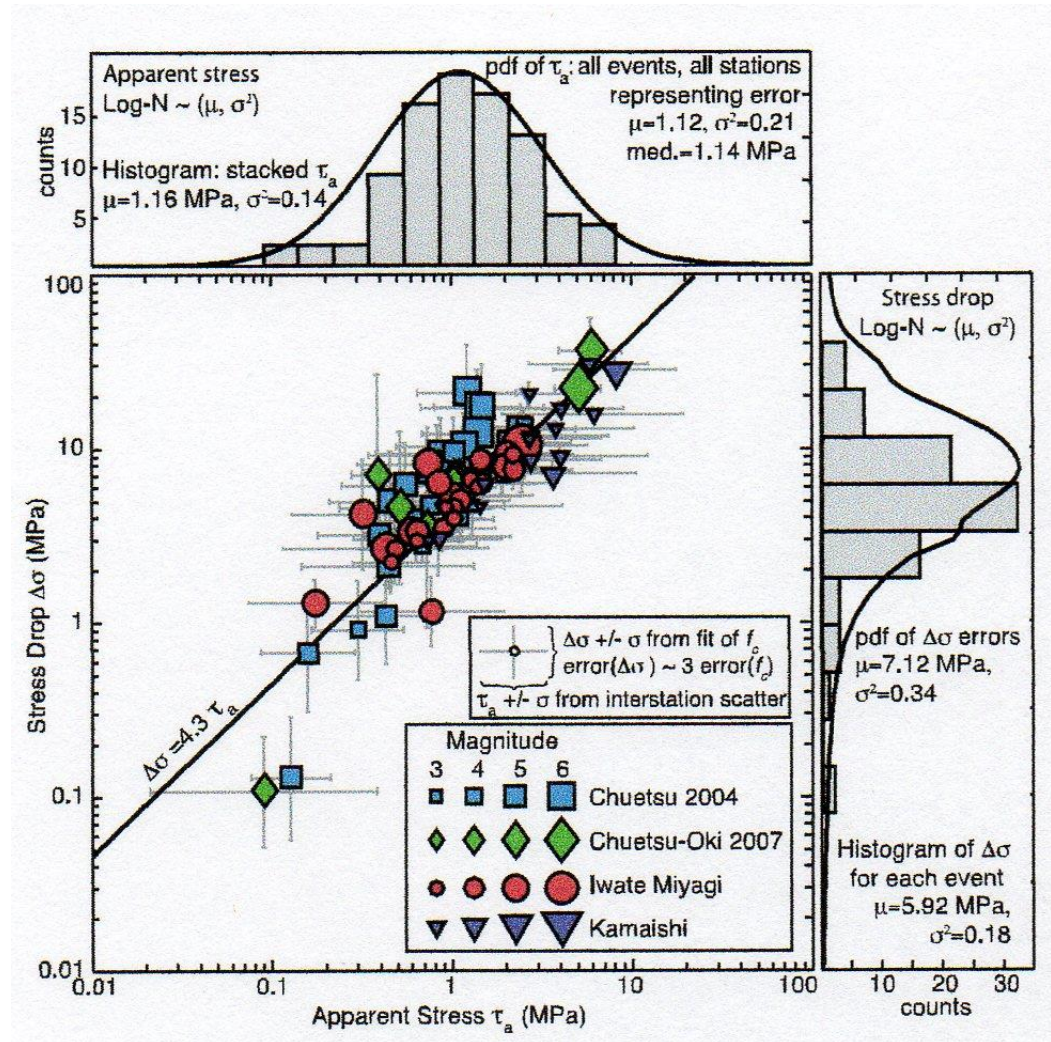 Apparent stress
Log-N ~ (μ, σ²)
Histogram: stacked τₐ
μ=1.16 MPa, σ²=0.14
pdf of τₐ: all events, all stations
representing error
μ=1.12, σ²=0.21
med.=1.14 MPa
counts
15
10
5
100
10
1
0.1
0.01
Stress Drop Δσ (MPa)
Δσ =4.3 τₐ
Δσ +/- σ from fit of f꜀
error(Δσ) ~ 3 error(f꜀)
τₐ +/- σ from interstation scatter
Magnitude
3 4 5 6
Chuetsu 2004
Chuetsu-Oki 2007
Iwate Miyagi
Kamaishi
0.01 0.1 1 10 100
Apparent Stress τₐ (MPa)
Stress drop
Log-N ~ (μ, σ²)
pdf of Δσ errors
μ=7.12 MPa,
σ²=0.34
Histogram of Δσ
for each event
μ=5.92 MPa,
σ²=0.18
10 20 30
counts